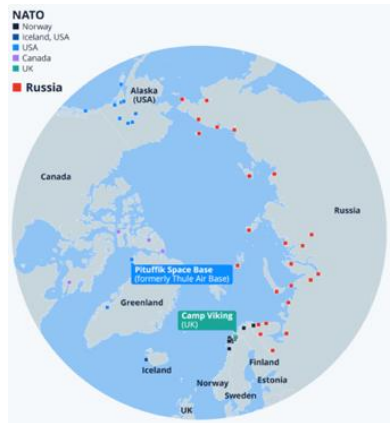 NATO
Norway
Iceland, USA
USA
Canada
UK
Russia
Alaska
(USA)
Canada
Russia
Pituffik Space Base
(formerly Thule Air Base)
Greenland
Camp Viking
(UK)
Iceland
Finland
Norway
Estonia
Sweden
UK